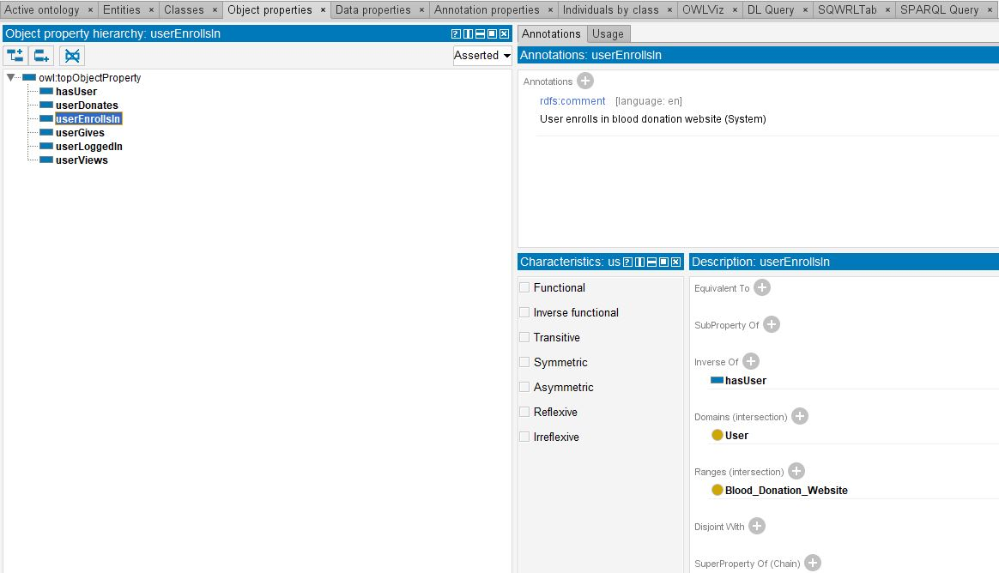 Active ontology × Entities × Classes × Object properties × Data properties × Annotation properties × Individuals by class × OWLViz × DL Query × SQWRLTab × SPARQL Query ×
Object property hierarchy: userEnrollsIn
Asserted
owl:topObjectProperty
hasUser
userDonates
userEnrollsIn
userGives
userLoggedIn
userViews
Annotations Usage
Annotations: userEnrollsIn
Annotations
rdfs:comment [language: en]
User enrolls in blood donation website (System)
Characteristics: us
Functional
Inverse functional
Transitive
Symmetric
Asymmetric
Reflexive
Irreflexive
Description: userEnrollsIn
Equivalent To
SubProperty Of
Inverse Of
hasUser
Domains (intersection)
User
Ranges (intersection)
Blood_Donation_Website
Disjoint With
SuperProperty Of (Chain)